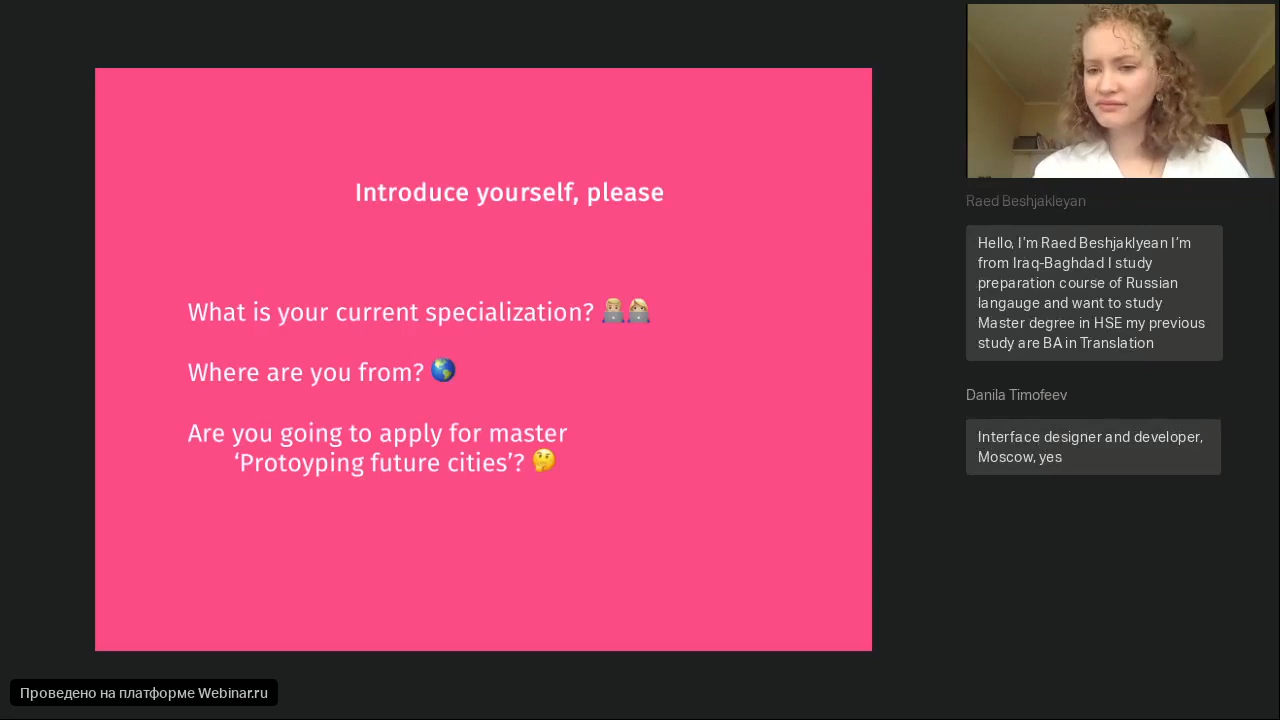 Introduce yourself, please
What is your current specialization?
Where are you from?
Are you going to apply for master
‘Protoyping future cities’?
Raed Beshjakleyan
Hello, I'm Raed Beshjaklyean I'm
from Iraq-Baghdad I study
preparation course of Russian
langauge and want to study
Master degree in HSE my previous
study are BA in Translation
Danila Timofeev
Interface designer and developer,
Moscow, yes
Проведено на платформе Webinar.ru